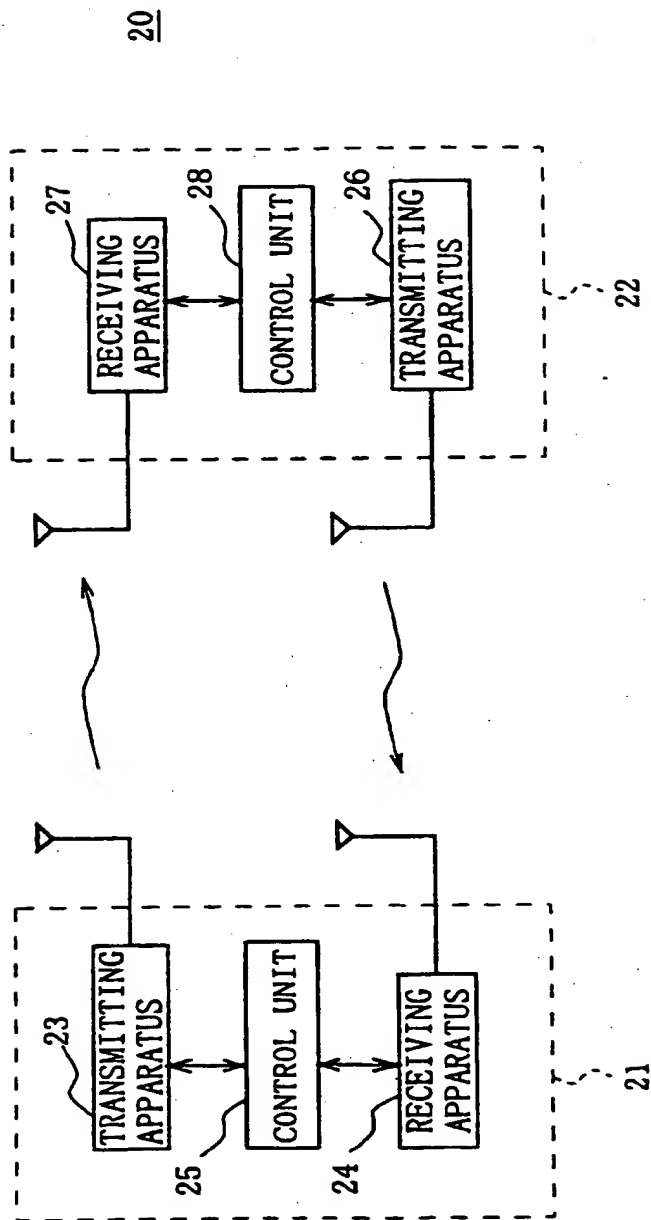 20
27
RECEIVING
APPARATUS
28
CONTROL UNIT
26
TRANSMITTING
APPARATUS
22
23
TRANSMITTING
APPARATUS
25
CONTROL UNIT
24
RECEIVING
APPARATUS
21